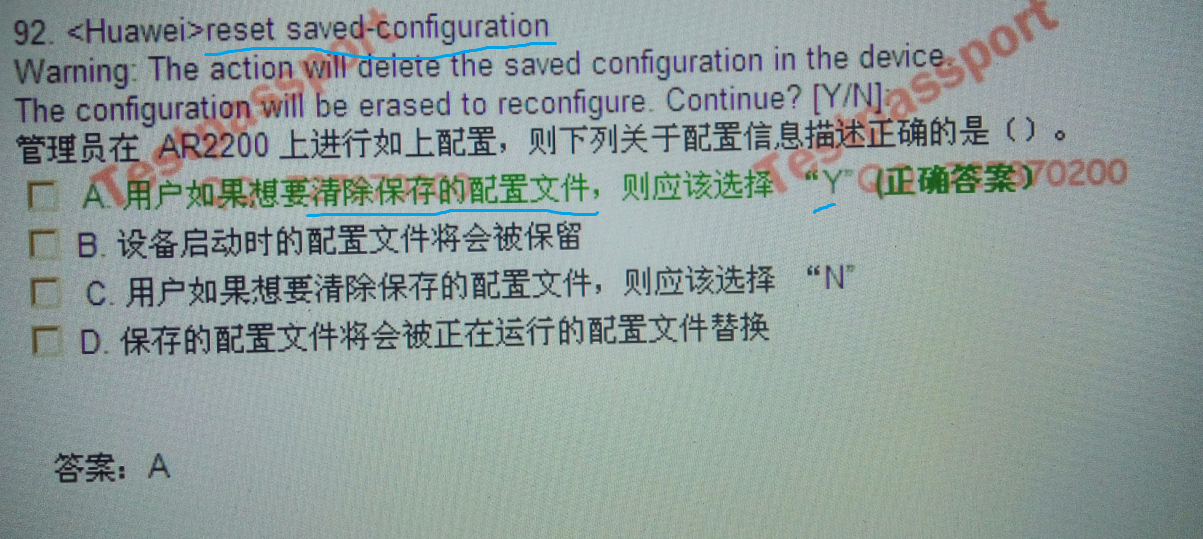 92. <Huawei>reset saved-configuration
Warning: The action will delete the saved configuration in the device.
The configuration will be erased to reconfigure. Continue? [Y/N]:
管理员在 AR2200 上进行如上配置，则下列关于配置信息描述正确的是（）。
A. 用户如果想要清除保存的配置文件，则应该选择 “Y” (正确答案)
B. 设备启动时的配置文件将会被保留
C. 用户如果想要清除保存的配置文件，则应该选择 “N”
D. 保存的配置文件将会被正在运行的配置文件替换
答案：A
Testpassport
Testpassport